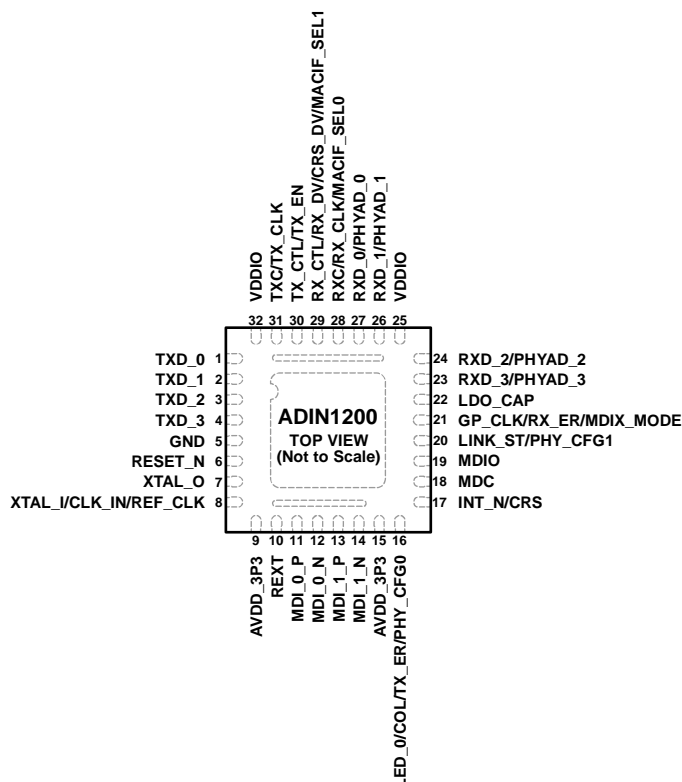 VDDIO
TXC/TX_CLK
TX_CTL/TX_EN
RX_CTL/RX_DV/CRS_DV/MACIF_SEL1
RXC/RX_CLK/MACIF_SEL0
RXD_0/PHYAD_0
RXD_1/PHYAD_1
VDDIO
32 31 30 29 28 27 26 25
TXD_0 1
TXD_1 2
TXD_2 3
TXD_3 4
GND 5
RESET_N 6
XTAL_O 7
XTAL_I/CLK_IN/REF_CLK 8
ADIN1200
TOP VIEW
(Not to Scale)
24 RXD_2/PHYAD_2
23 RXD_3/PHYAD_3
22 LDO_CAP
21 GP_CLK/RX_ER/MDIX_MODE
20 LINK_ST/PHY_CFG1
19 MDIO
18 MDC
17 INT_N/CRS
9 10 11 12 13 14 15 16
AVDD_3P3
REXT
MDI_0_P
MDI_0_N
MDI_1_P
MDI_1_N
AVDD_3P3
ED_0/COL/TX_ER/PHY_CFG0